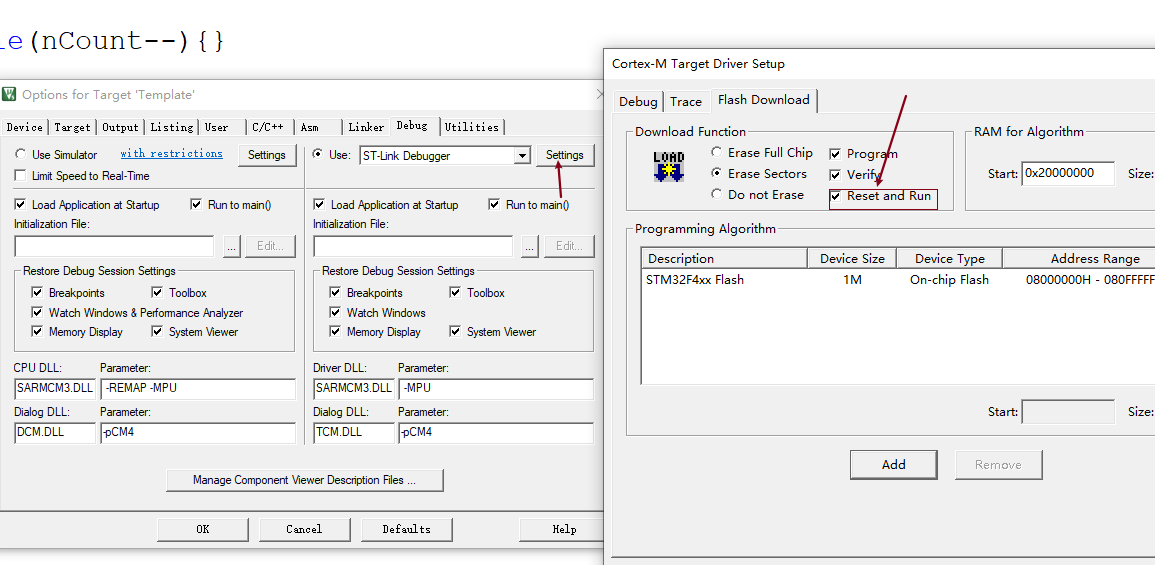 le(nCount--){}
Options for Target 'Template'
Device Target Output Listing User C/C++ Asm Linker Debug Utilities
Use Simulator with restrictions Settings
Limit Speed to Real-Time
Use: ST-Link Debugger Settings
Load Application at Startup Run to main()
Initialization File:
... Edit...
Load Application at Startup Run to main()
Initialization File:
... Edit...
Restore Debug Session Settings
Breakpoints Toolbox
Watch Windows & Performance Analyzer
Memory Display System Viewer
Restore Debug Session Settings
Breakpoints Toolbox
Watch Windows
Memory Display System Viewer
CPU DLL: Parameter:
SARMCM3.DLL -REMAP -MPU
Dialog DLL: Parameter:
DCM.DLL -pCM4
Driver DLL: Parameter:
SARMCM3.DLL -MPU
Dialog DLL: Parameter:
TCM.DLL -pCM4
Manage Component Viewer Description Files ...
OK Cancel Defaults Help
Cortex-M Target Driver Setup
Debug Trace Flash Download
Download Function
LOAD
Erase Full Chip Program
Erase Sectors Verify
Do not Erase Reset and Run
RAM for Algorithm
Start: 0x20000000 Size:
Programming Algorithm
Description Device Size Device Type Address Range
STM32F4xx Flash 1M On-chip Flash 08000000H - 080FFFFF
Start: Size:
Add Remove